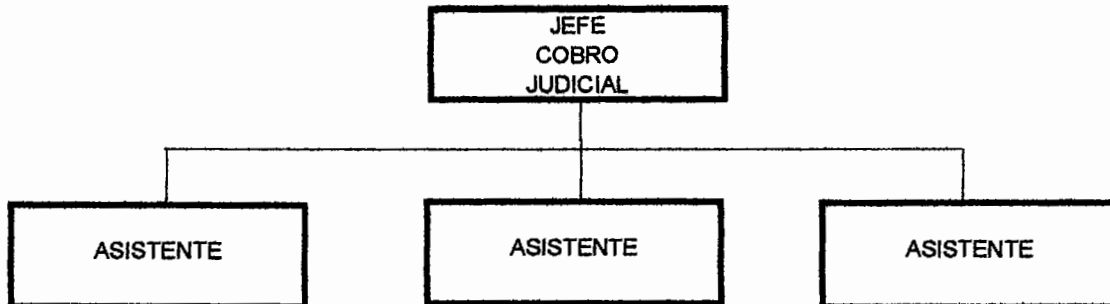 JEFE
COBRO
JUDICIAL
ASISTENTE
ASISTENTE
ASISTENTE